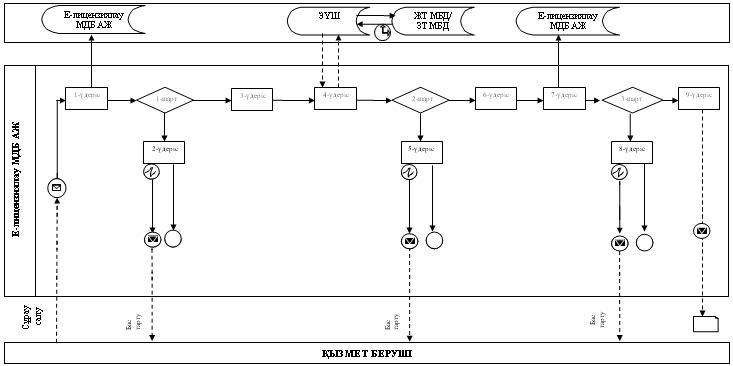 Е-лицензиялау
МДБ АЖ
ЭҮШ
ЖТ МБД/
ЗТ МБД
Е-лицензиялау
МДБ АЖ
Е-лицензиялау МДБ АЖ
1-үдеріс
1-шарт
3-үдеріс
4-үдеріс
2-шарт
6-үдеріс
7-үдеріс
3-шарт
9-үдеріс
2-үдеріс
5-үдеріс
8-үдеріс
Сұрау
салу
Бас
тарту
Бас
тарту
Бас
тарту
ҚЫЗМЕТ БЕРУШІ